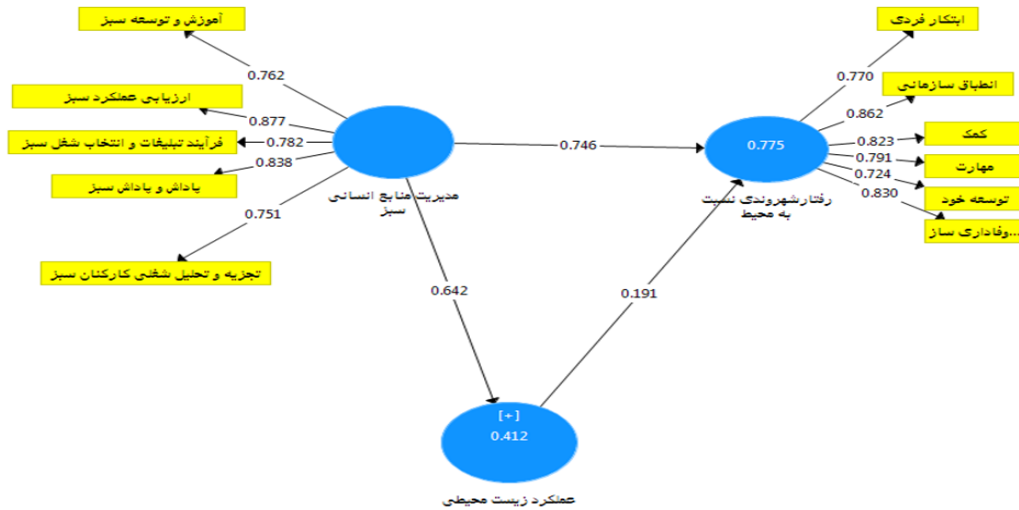 آموزش و توسعه سبز
0.762
ارزیابی عملکرد سبز
0.877
فرآیند تبلیغات و انتخاب شغل سبز
0.782
پاداش و پاداش سبز
0.838
0.751
تجزیه و تحلیل شغلی کارکنان سبز
مدیریت منابع انسانی
سبز
0.746
0.642
0.191
[+]
0.412
عملکرد زیست محیطی
0.775
رفتارشهروندی نسبت
به محیط
ابتکار فردی
0.770
انطباق سازمانی
0.862
کمک
0.823
مهارت
0.791
توسعه خود
0.724
وفاداری ساز...
0.830